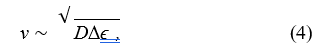 v ~ √DΔϵ , (4)